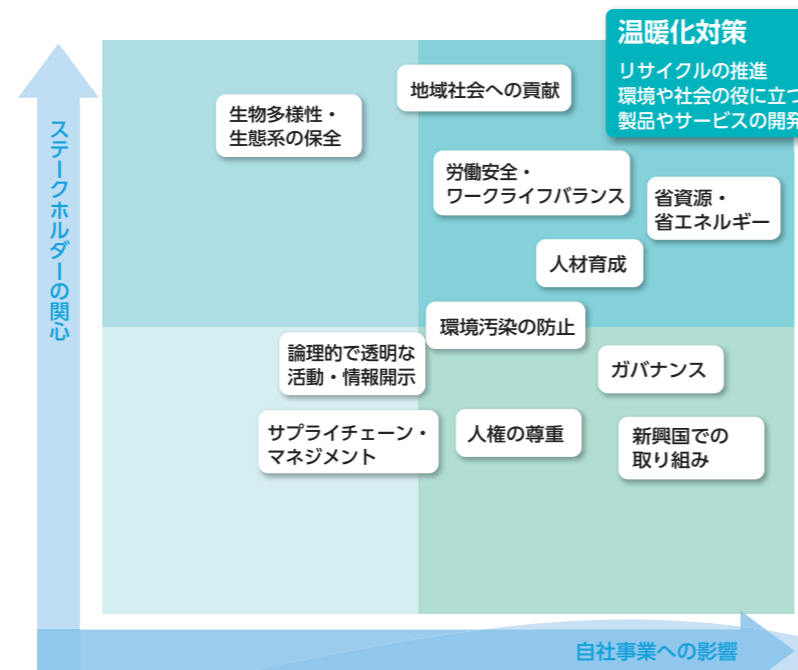 温暖化対策
リサイクルの推進
環境や社会の役に立つ
製品やサービスの開発
地域社会への貢献
生物多様性・
生態系の保全
労働安全・
ワークライフバランス
省資源・
省エネルギー
人材育成
環境汚染の防止
論理的で透明な
活動・情報開示
ガバナンス
サプライチェーン・
マネジメント
人権の尊重
新興国での
取り組み
ステークホルダーの関心
自社事業への影響